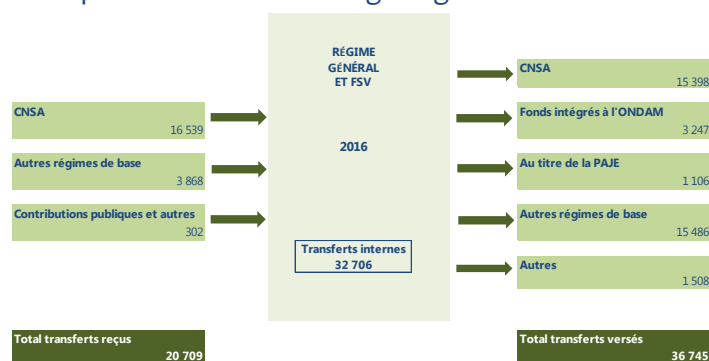 RÉGIME
GÉNÉRAL
ET FSV
2016
Transferts internes
32 706
CNSA
16 539
Autres régimes de base
3 868
Contributions publiques et autres
302
Total transferts reçus
20 709
CNSA
15 398
Fonds intégrés à l'ONDAM
3 247
Au titre de la PAJE
1 106
Autres régimes de base
15 486
Autres
1 508
Total transferts versés
36 745